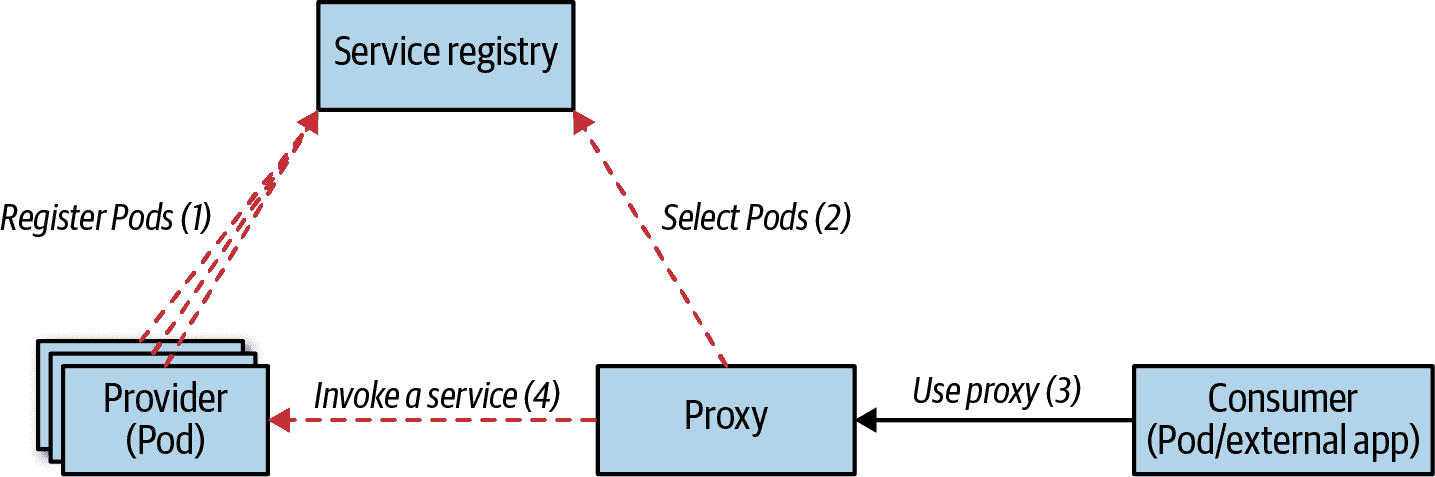 Service registry
Register Pods (1)
Select Pods (2)
Provider
(Pod)
Invoke a service (4)
Proxy
Use proxy (3)
Consumer
(Pod/external app)